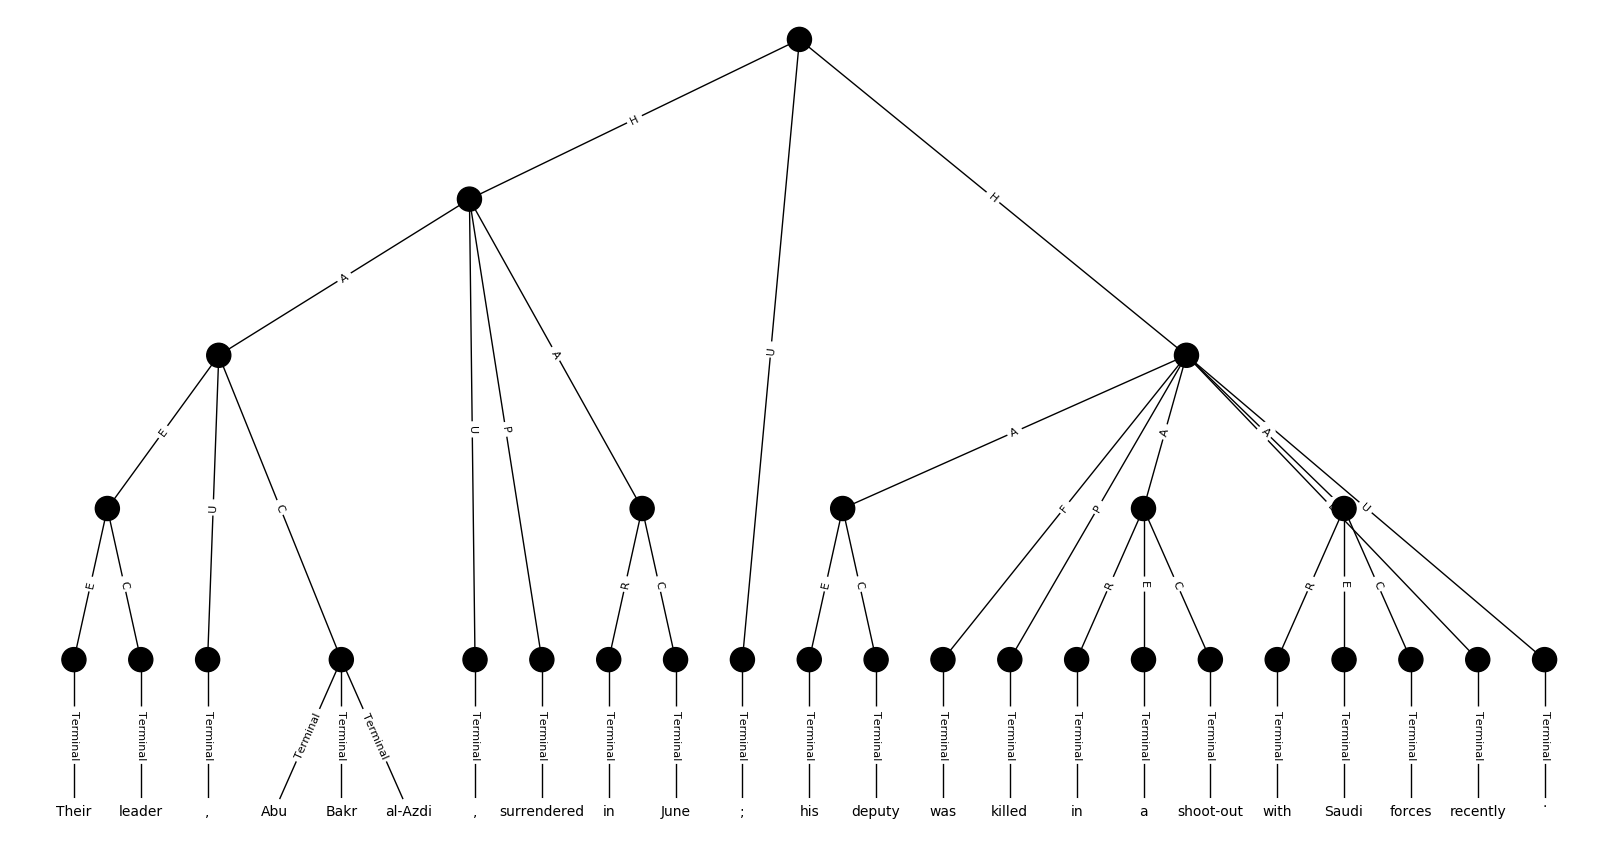 H
H
A
U
A
E
U
C
U
P
A
A
F
P
A
A
U
E
C
R
C
E
C
R
E
C
R
E
C
Terminal Terminal Terminal Terminal Terminal Terminal Terminal Terminal Terminal Terminal Terminal Terminal Terminal Terminal Terminal Terminal Terminal Terminal Terminal Terminal Terminal Terminal Terminal
Their leader , Abu Bakr al-Azdi , surrendered in June ; his deputy was killed in a shoot-out with Saudi forces recently .